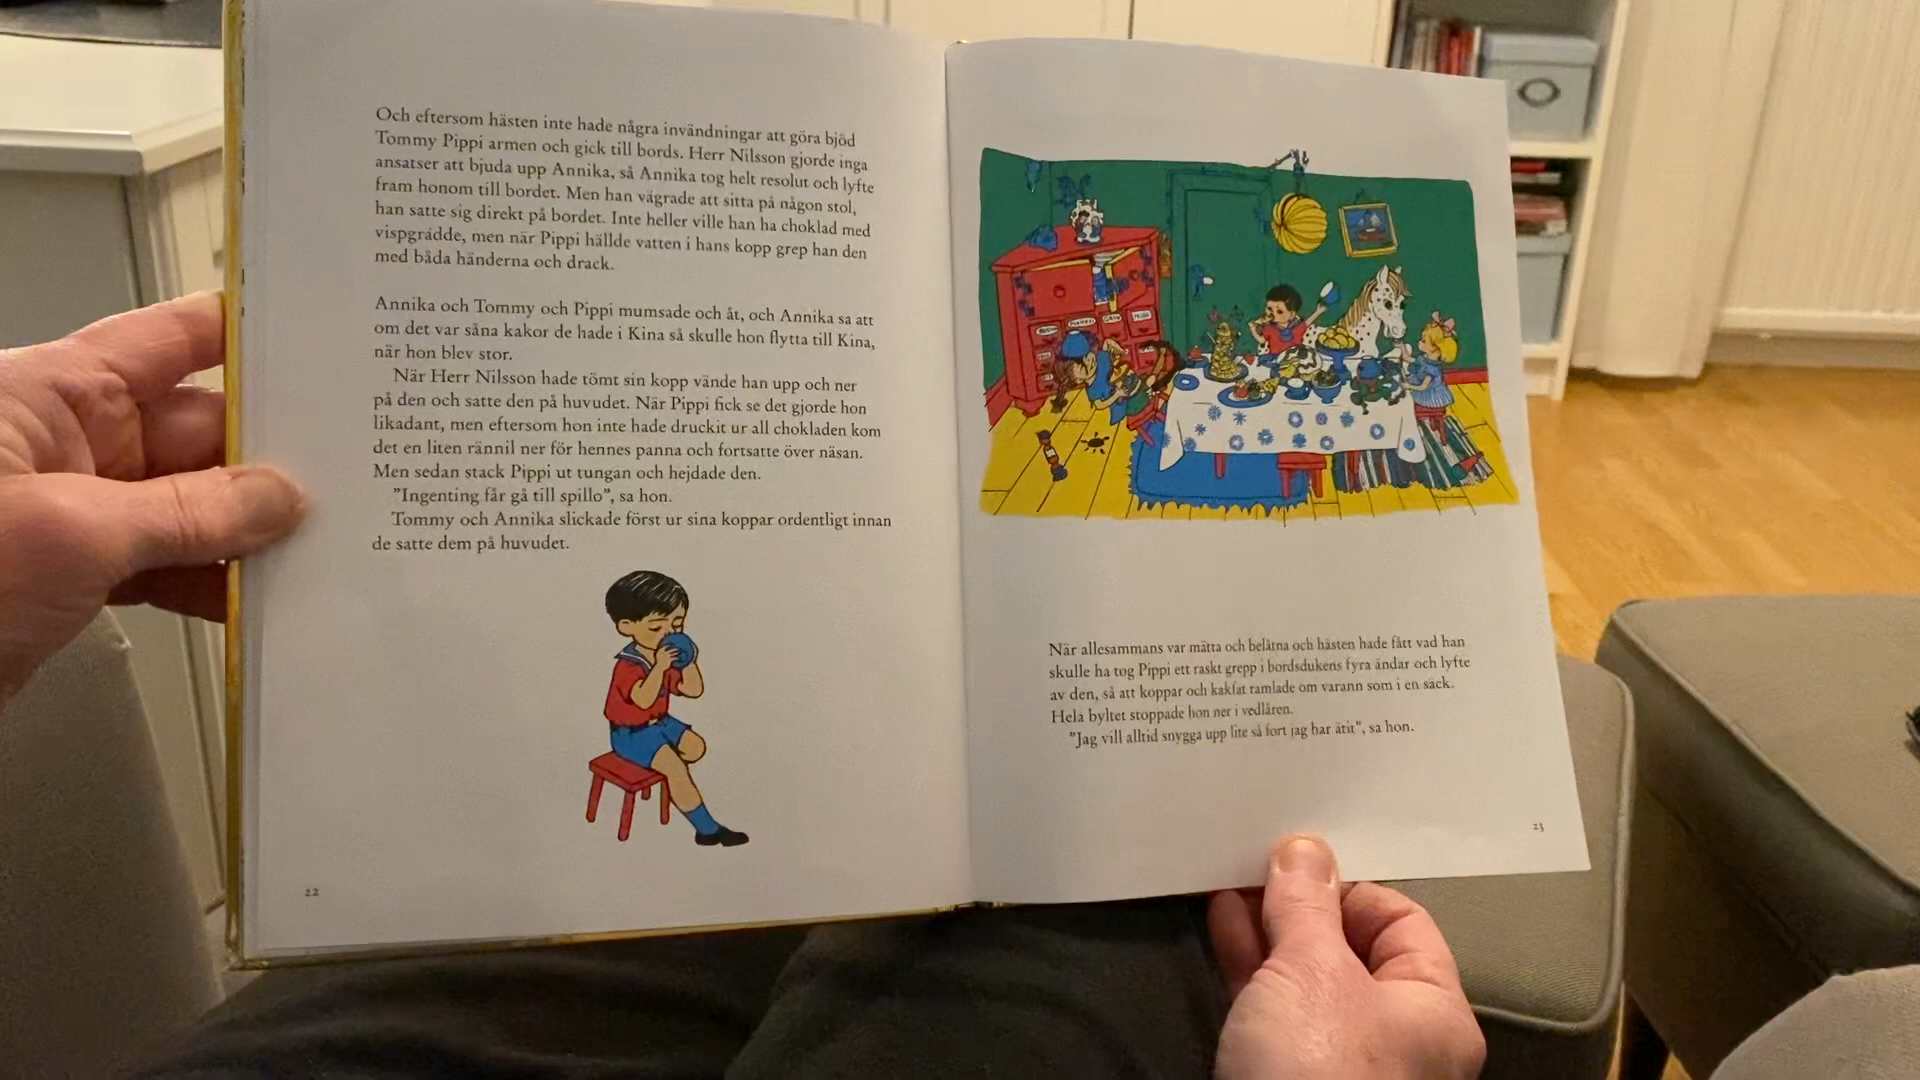 Och eftersom hästen inte hade några invändningar att göra bjöd
Tommy Pippi armen och gick till bords. Herr Nilsson gjorde inga
ansatser att bjuda upp Annika, så Annika tog helt resolut och lyfte
fram honom till bordet. Men han vägrade att sitta på någon stol,
han satte sig direkt på bordet. Inte heller ville han ha choklad med
vispgrädde, men när Pippi hällde vatten i hans kopp grep han den
med båda händerna och drack.
Annika och Tommy och Pippi mumsade och åt, och Annika sa att
om det var såna kakor de hade i Kina så skulle hon flytta till Kina,
när hon blev stor.
När Herr Nilsson hade tömt sin kopp vände han upp och ner
på den och satte den på huvudet. När Pippi fick se det gjorde hon
likadant, men eftersom hon inte hade druckit ur all chokladen kom
det en liten rännil ner för hennes panna och fortsatte över näsan.
Men sedan stack Pippi ut tungan och hejdade den.
”Ingenting får gå till spillo”, sa hon.
Tommy och Annika slickade först ur sina koppar ordentligt innan
de satte dem på huvudet.
22
När allesammans var mätta och belåtna och hästen hade fått vad han
skulle ha tog Pippi ett raskt grepp i bordsdukens fyra ändar och lyfte
av den, så att koppar och kakfat ramlade om varann som i en säck.
Hela byltet stoppade hon ner i vedlåren.
”Jag vill alltid snygga upp lite så fort jag har ätit”, sa hon.
23